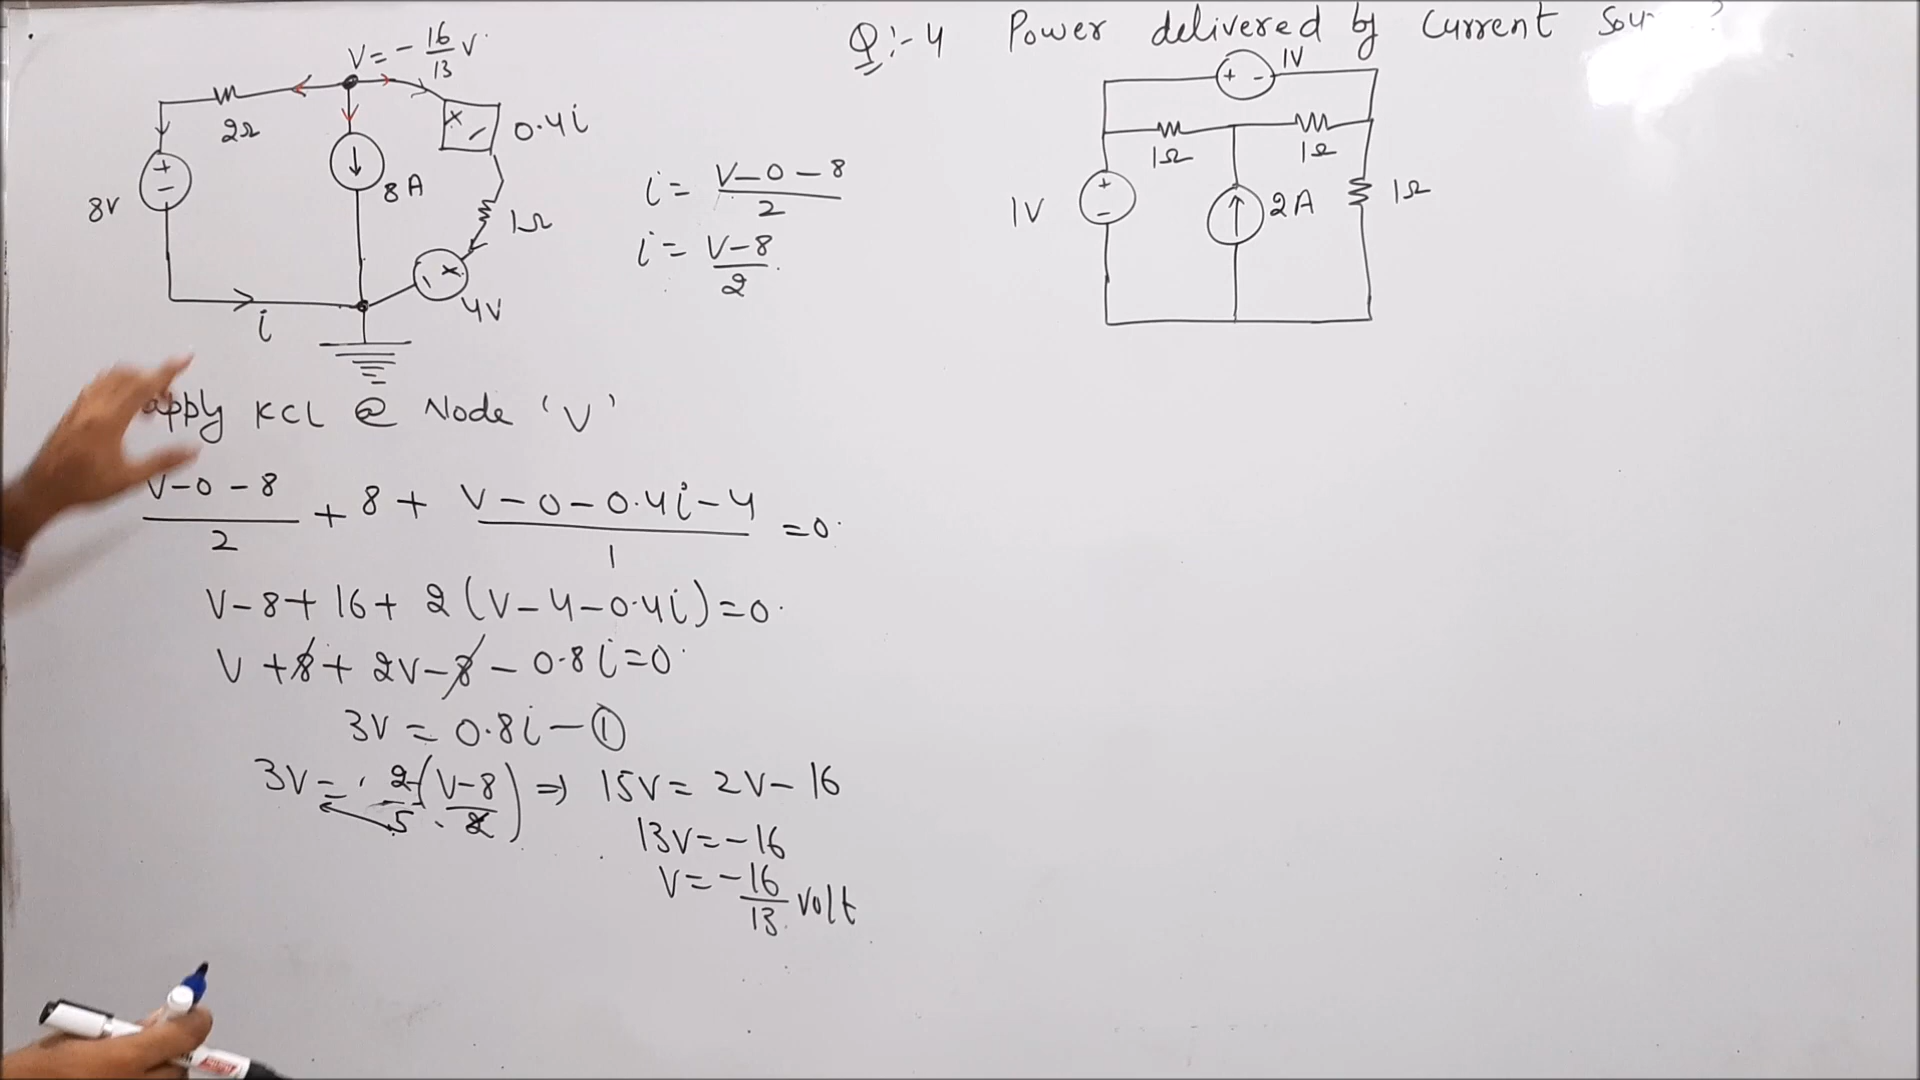 V = - 16/13 V
2Ω
8V
8A
0.4i
1Ω
4V
i
i = V-0-8/2
i = V-8/2
apply KCL @ Node 'V'
V-0-8/2 + 8 + V-0-0.4i-4/1 = 0
V-8+16+2(V-4-0.4i)=0
V+8+2V-8-0.8i=0
3V = 0.8i - ①
3V = 2/5 (V-8/2) ⇒ 15V = 2V-16
13V = -16
V = -16/13 volt
Q:- 4 Power delivered by Current ?
1V
+ -
1Ω
1Ω
1V
+
-
2A
1Ω